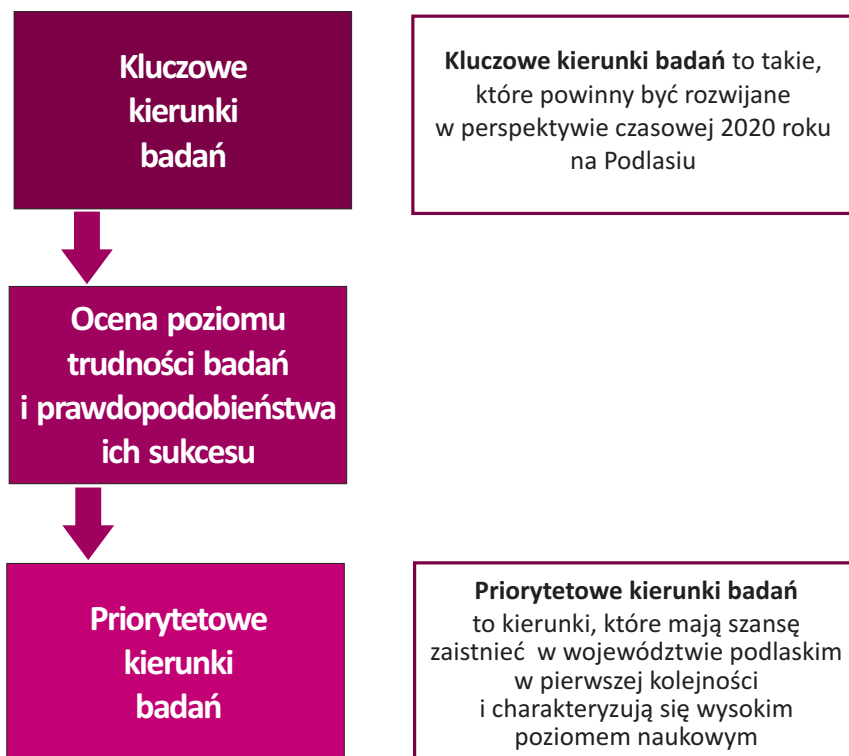 Kluczowe
kierunki
badań
Kluczowe kierunki badań to takie,
które powinny być rozwijane
w perspektywie czasowej 2020 roku
na Podlasiu
Ocena poziomu
trudności badań
i prawdopodobieństwa
ich sukcesu
Priorytetowe
kierunki
badań
Priorytetowe kierunki badań
to kierunki, które mają szansę
zaistnieć w województwie podlaskim
w pierwszej kolejności
i charakteryzują się wysokim
poziomem naukowym